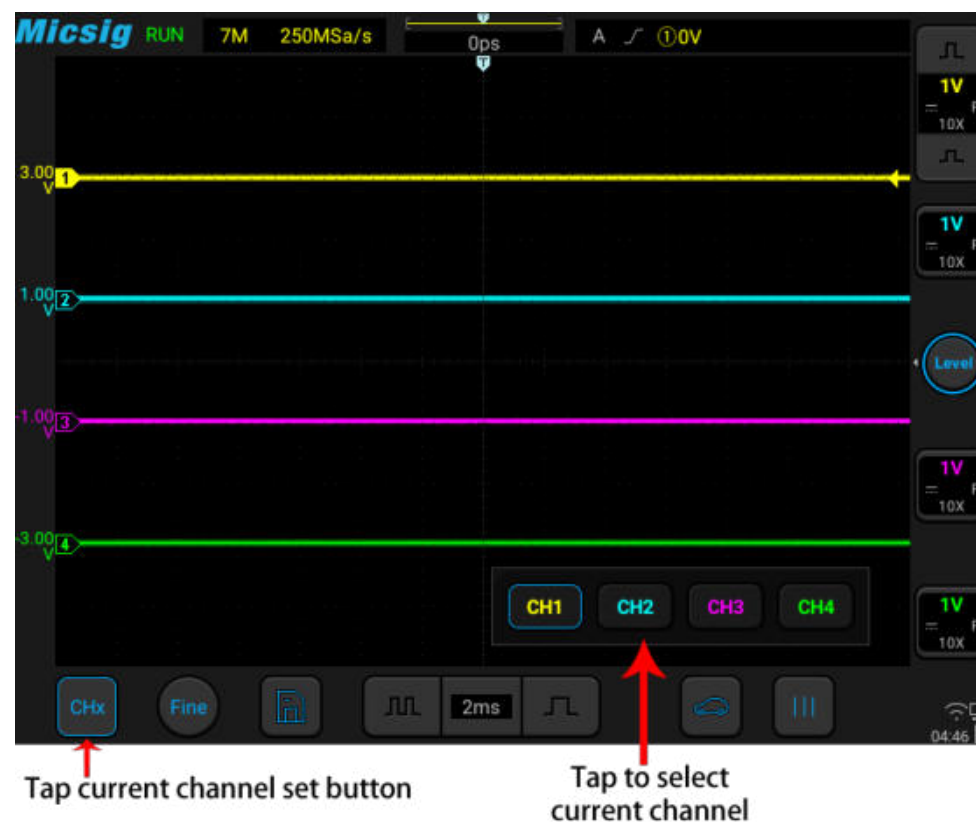 Micsig RUN 7M 250MSa/s 0ps A ①0V
T
1V
10X
3.00
V
1
1V
10X
1.00
V
2
Level
-1.00
V
3
1V
10X
-3.00
V
4
CH1 CH2 CH3 CH4
1V
10X
CHx Fine 2ms
04:46
Tap current channel set button
Tap to select
current channel